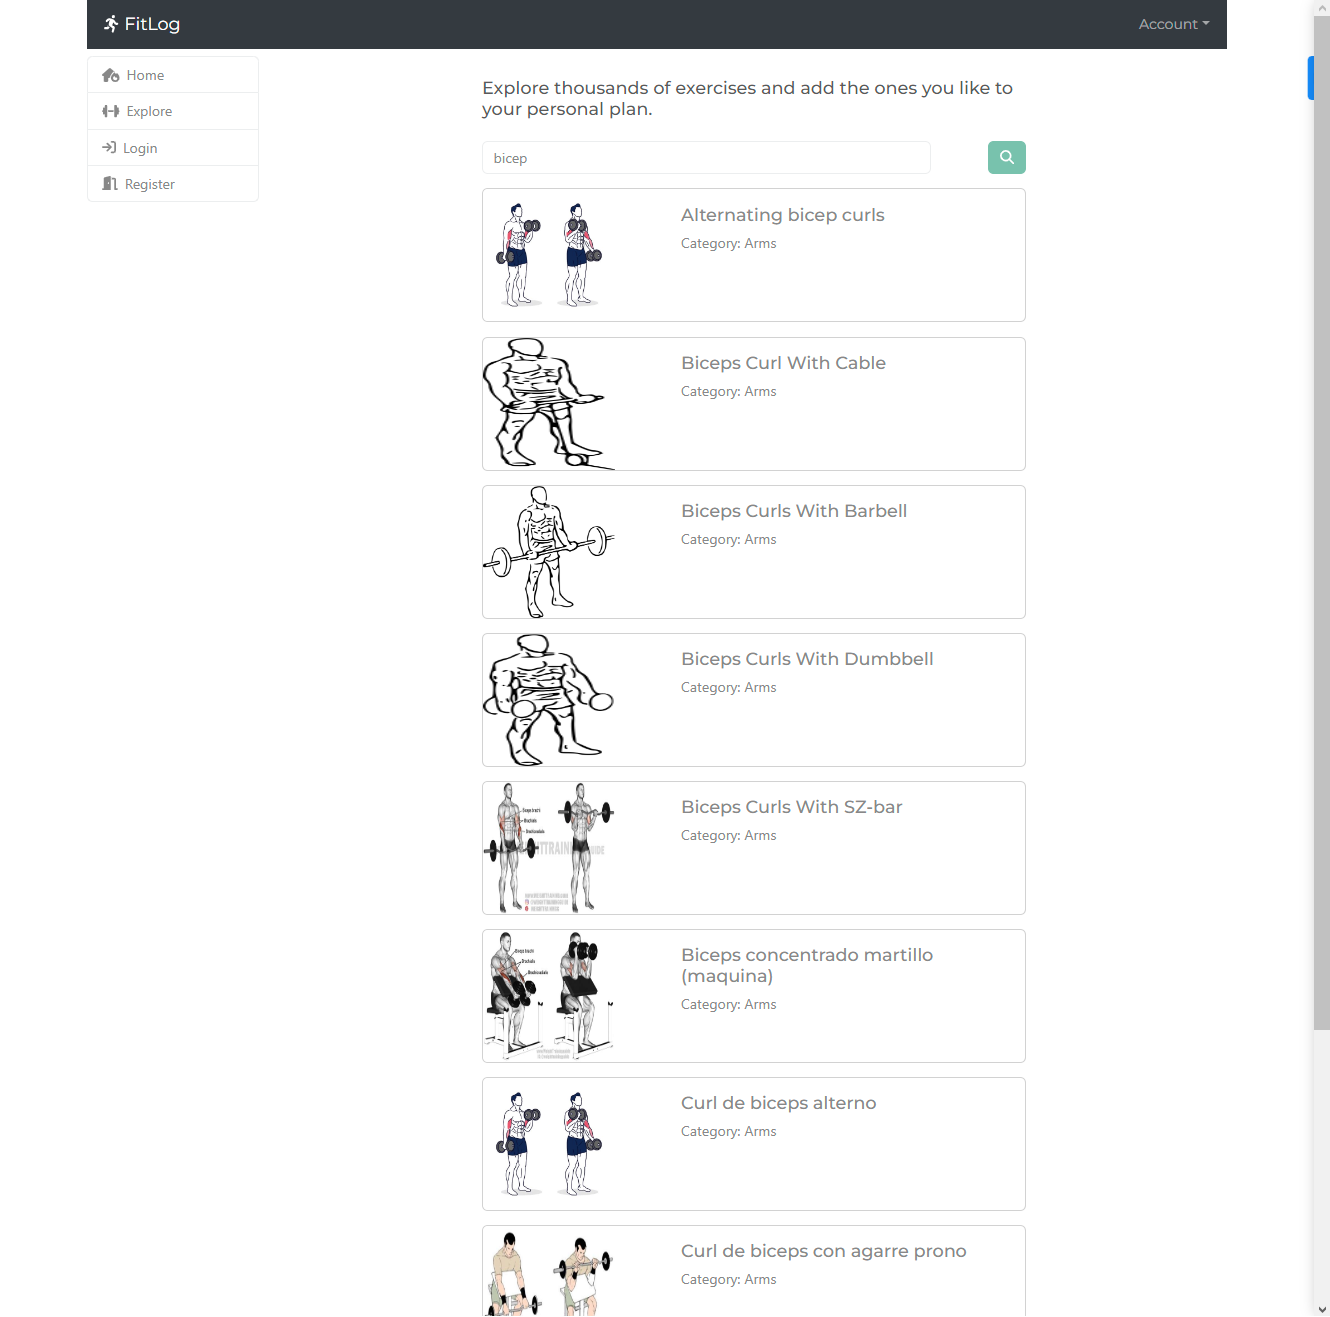 FitLog
Account
Home
Explore
Login
Register
Explore thousands of exercises and add the ones you like to
your personal plan.
bicep
Alternating bicep curls
Category: Arms
Biceps Curl With Cable
Category: Arms
Biceps Curls With Barbell
Category: Arms
Biceps Curls With Dumbbell
Category: Arms
Biceps Curls With SZ-bar
Category: Arms
Biceps concentrado martillo
(maquina)
Category: Arms
Curl de biceps alterno
Category: Arms
Curl de biceps con agarre prono
Category: Arms